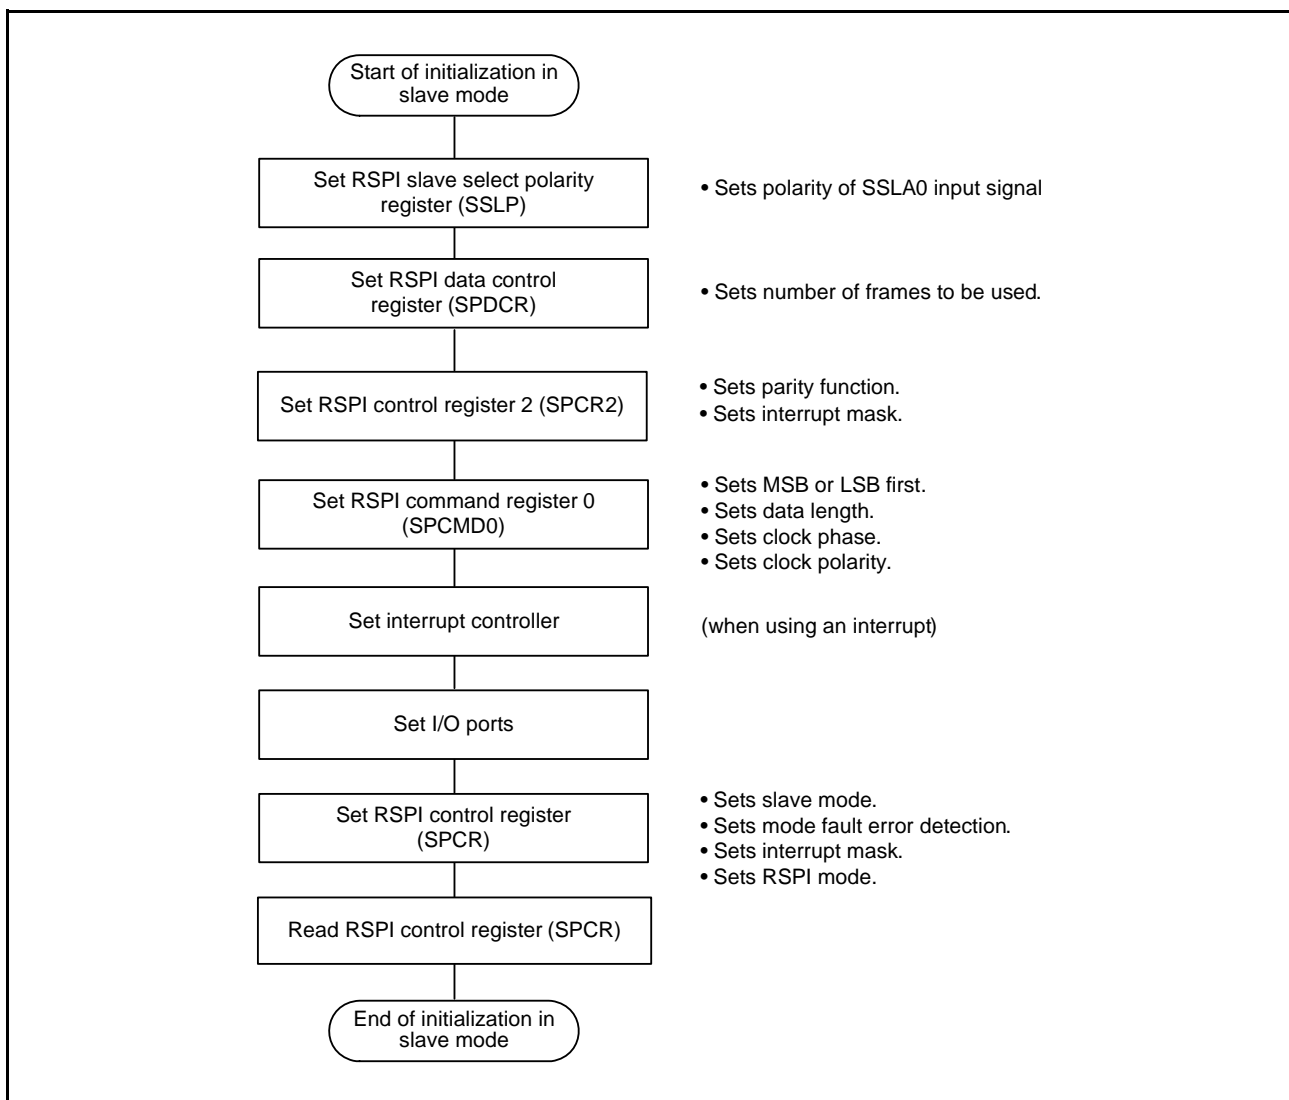 Start of initialization in
slave mode
Set RSPI slave select polarity
register (SSLP)
• Sets polarity of SSLA0 input signal
Set RSPI data control
register (SPDCR)
• Sets number of frames to be used.
Set RSPI control register 2 (SPCR2)
• Sets parity function.
• Sets interrupt mask.
Set RSPI command register 0
(SPCMD0)
• Sets MSB or LSB first.
• Sets data length.
• Sets clock phase.
• Sets clock polarity.
Set interrupt controller
(when using an interrupt)
Set I/O ports
Set RSPI control register
(SPCR)
• Sets slave mode.
• Sets mode fault error detection.
• Sets interrupt mask.
• Sets RSPI mode.
Read RSPI control register (SPCR)
End of initialization in
slave mode